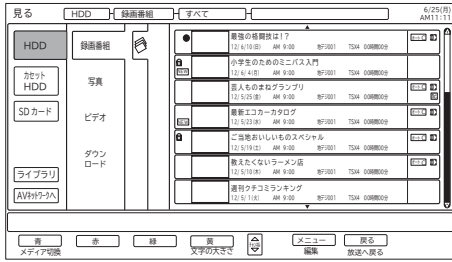 見る
HDD
録画番組
すべて
6/25(月)
AM11:11
HDD
カセット
HDD
SDカード
ライブラリ
AVネットワークへ
録画番組
写真
ビデオ
ダウン
ロード
最強の格闘技は!?
12/ 6/10(日) AM 9:00 地デジ001 TSX4 00時間00分
小学生のためのミニバス入門
12/ 6/ 4(月) AM 9:00 地デジ001 TSX4 00時間00分
芸人ものまねグランプリ
12/ 5/25(金) AM 9:00 地デジ001 TSX4 00時間00分
最新エコカーカタログ
12/ 5/23(水) AM 9:00 地デジ001 TSX4 00時間00分
ご当地おいしいものスペシャル
12/ 5/19(土) AM 9:00 地デジ001 TSX4 00時間00分
教えたくないラーメン店
12/ 5/10(木) AM 9:00 地デジ001 TSX4 00時間00分
週刊クチコミランキング
12/ 5/ 1(火) AM 9:00 地デジ001 TSX4 00時間00分
青
メディア切換
赤
緑
黄
文字の大きさ
メニュー
編集
戻る
放送へ戻る